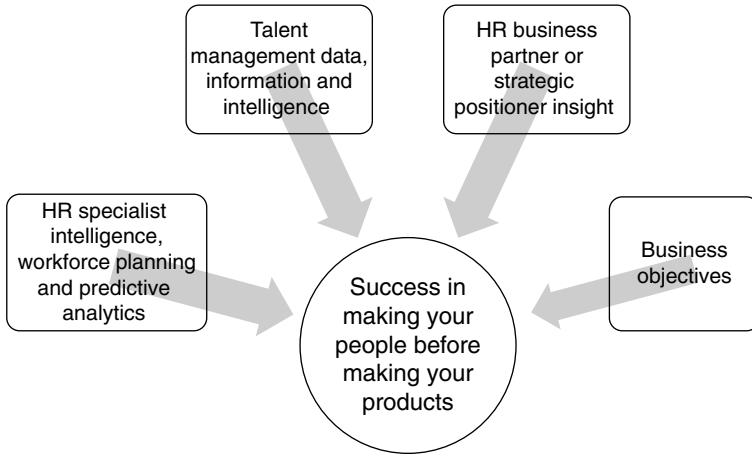 Talent
management data,
information and
intelligence
HR business
partner or
strategic
positioner insight
HR specialist
intelligence,
workforce planning
and predictive
analytics
Business
objectives
Success in
making your
people before
making your
products